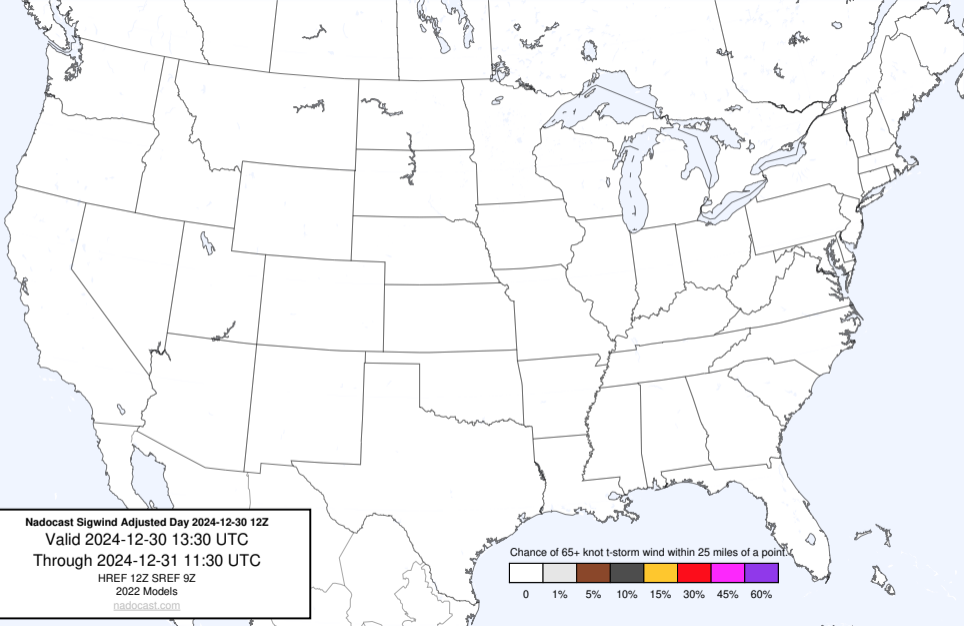 Nadocast Sigwind Adjusted Day 2024-12-30 12Z
Valid 2024-12-30 13:30 UTC
Through 2024-12-31 11:30 UTC
HREF 12Z SREF 9Z
2022 Models
nadocast.com
Chance of 65+ knot t-storm wind within 25 miles of a point.
0 1% 5% 10% 15% 30% 45% 60%